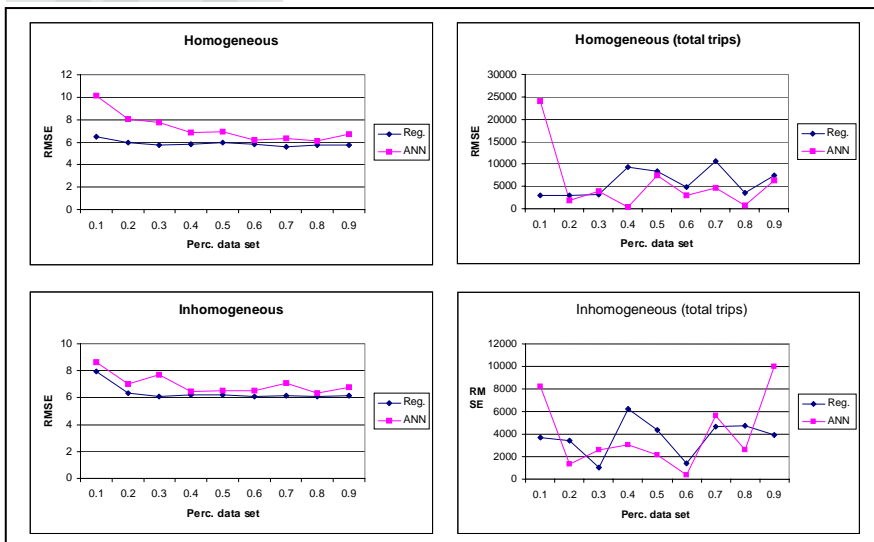 Homogeneous
12
10
8
6
4
2
0
RMSE
0.1 0.2 0.3 0.4 0.5 0.6 0.7 0.8 0.9
Perc. data set
Reg.
ANN
Homogeneous (total trips)
30000
25000
20000
15000
10000
5000
0
RMSE
0.1 0.2 0.3 0.4 0.5 0.6 0.7 0.8 0.9
Perc. data set
Reg.
ANN
Inhomogeneous
10
8
6
4
2
0
RMSE
0.1 0.2 0.3 0.4 0.5 0.6 0.7 0.8 0.9
Perc. data set
Reg.
ANN
Inhomogeneous (total trips)
12000
10000
8000
6000
4000
2000
0
RM
SE
0.1 0.2 0.3 0.4 0.5 0.6 0.7 0.8 0.9
Perc. data set
Reg.
ANN